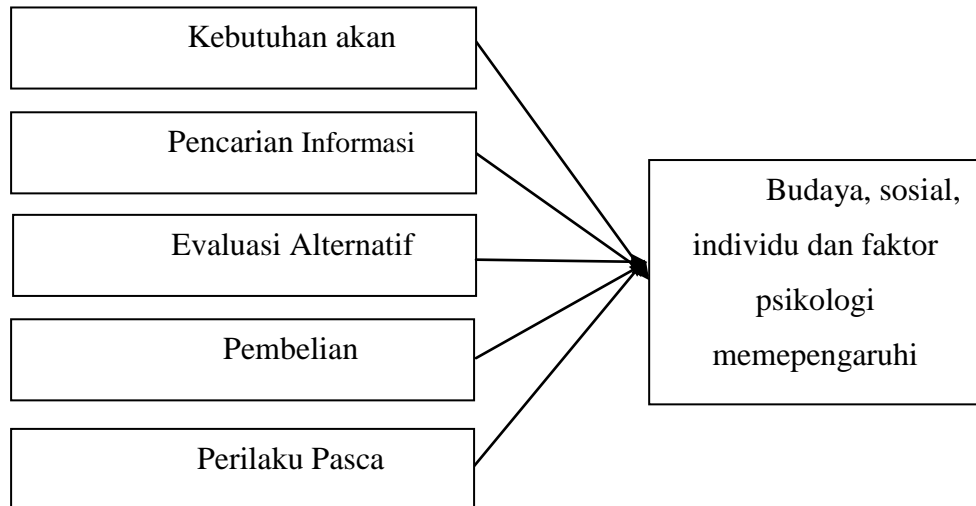 Kebutuhan akan
Pencarian Informasi
Evaluasi Alternatif
Pembelian
Perilaku Pasca
Budaya, sosial,
individu dan faktor
psikologi
memepengaruhi